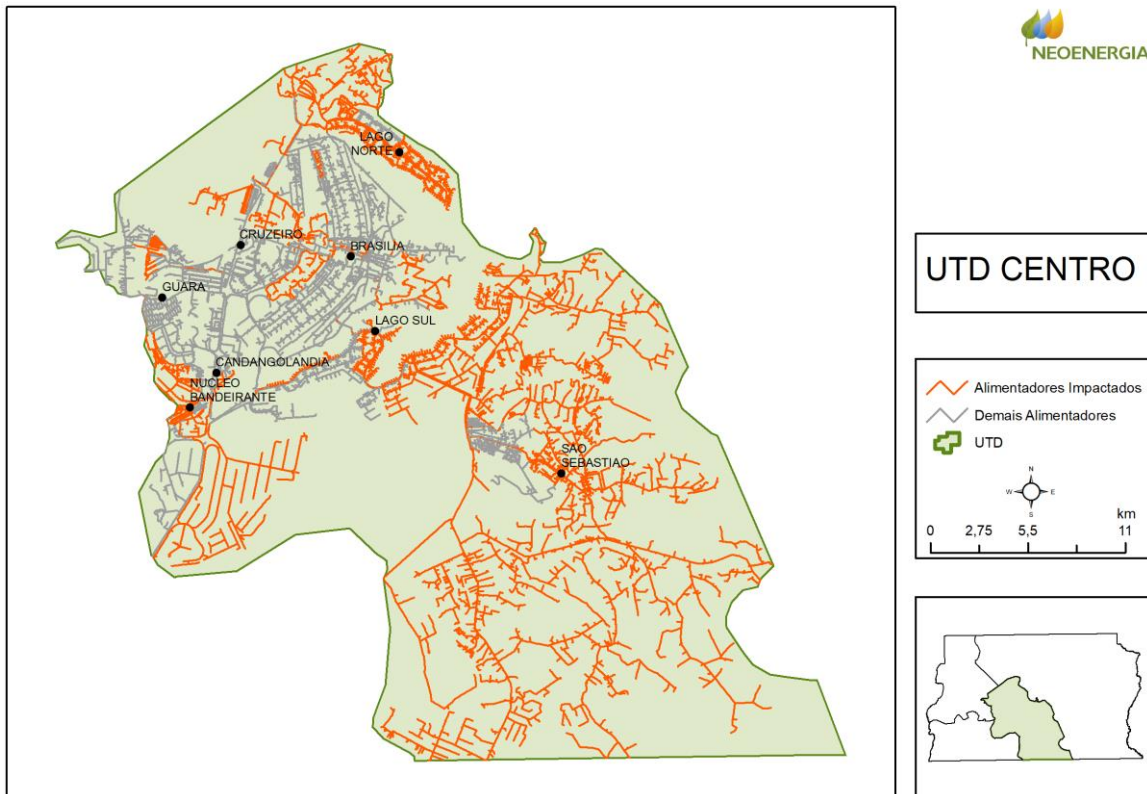 NEOENERGIA
LAGO
NORTE
CRUZEIRO
BRASILIA
GUARA
LAGO SUL
CANDANGOLANDIA
NUCLEO
BANDEIRANTE
SAO
SEBASTIAO
UTD CENTRO
Alimentadores Impactados
Demais Alimentadores
UTD
N
W E
S
km
0 2,75 5,5 11